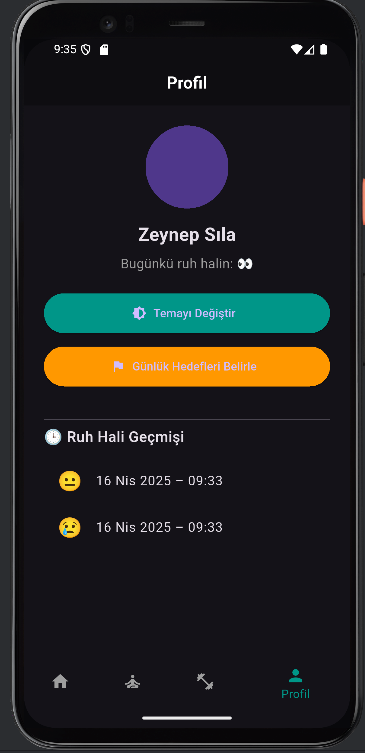 9:35
Profil
Zeynep Sıla
Bugünkü ruh halin: 👀
Temayı Değiştir
Günlük Hedefleri Belirle
🕒 Ruh Hali Geçmişi
😐 16 Nis 2025 – 09:33
😢 16 Nis 2025 – 09:33
Profil